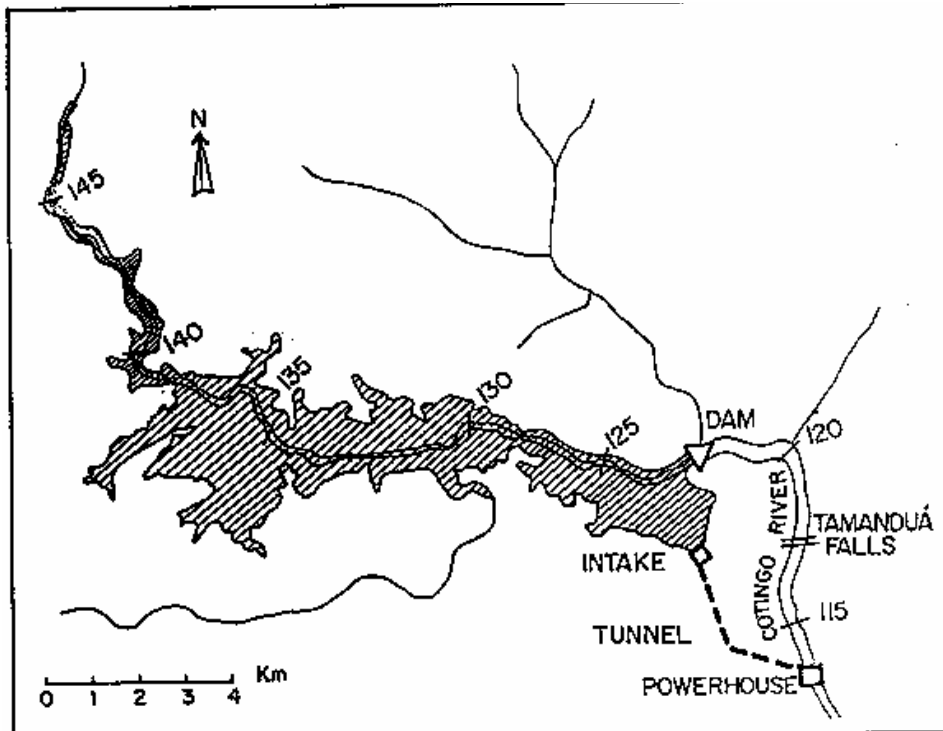 N
145
140
135
130
125
DAM
120
COTINGO RIVER
TAMANDUÁ
FALLS
INTAKE
115
TUNNEL
POWERHOUSE
Km
0 1 2 3 4